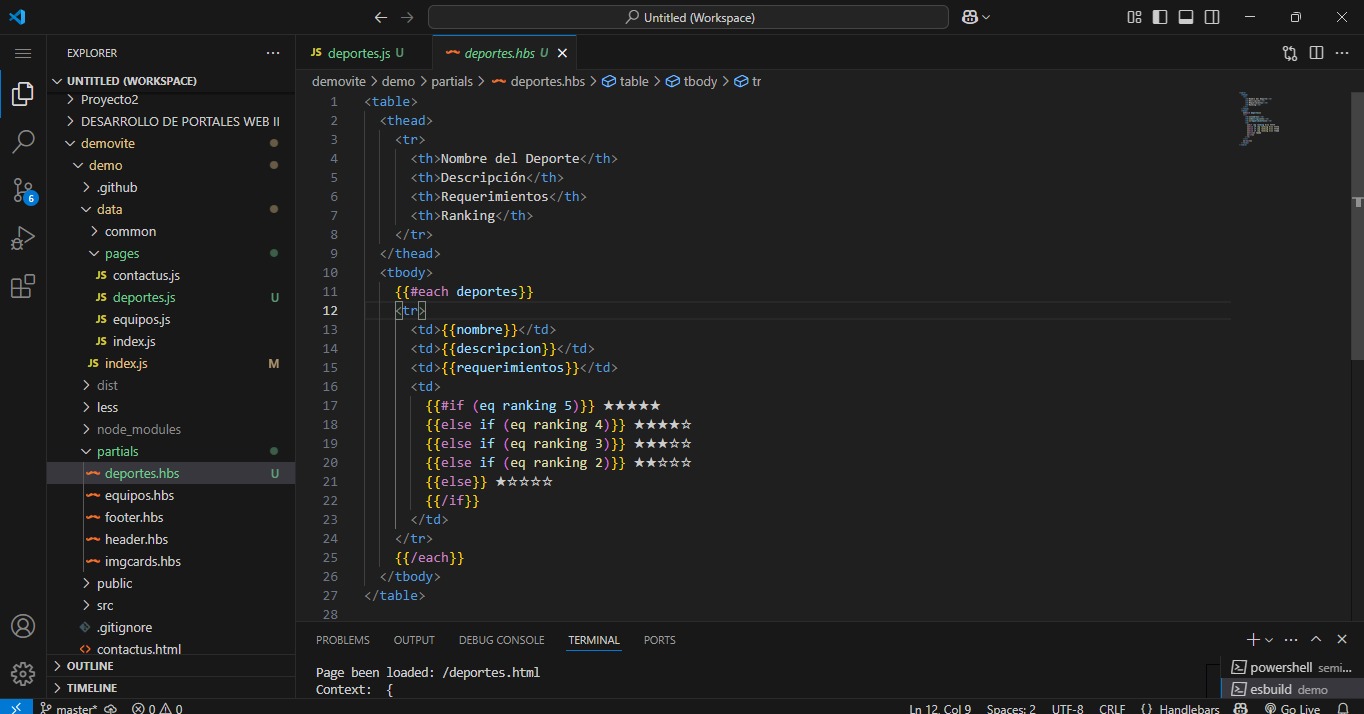 Untitled (Workspace)
EXPLORER
UNTITLED (WORKSPACE)
Proyecto2
DESARROLLO DE PORTALES WEB II
demovite
demo
.github
data
common
pages
JS contactus.js
JS deportes.js U
JS equipos.js
JS index.js
JS index.js M
dist
less
node_modules
partials
deportes.hbs U
equipos.hbs
footer.hbs
header.hbs
imgcards.hbs
public
src
.gitignore
<> contactus.html
OUTLINE
TIMELINE
6
JS deportes.js U
deportes.hbs U
demovite > demo > partials > deportes.hbs > table > tbody > tr
1 <table>
2 <thead>
3 <tr>
4 <th>Nombre del Deporte</th>
5 <th>Descripción</th>
6 <th>Requerimientos</th>
7 <th>Ranking</th>
8 </tr>
9 </thead>
10 <tbody>
11 {{#each deportes}}
12 <tr>
13 <td>{{nombre}}</td>
14 <td>{{descripcion}}</td>
15 <td>{{requerimientos}}</td>
16 <td>
17 {{#if (eq ranking 5)}} ★★★★★
18 {{else if (eq ranking 4)}} ★★★★☆
19 {{else if (eq ranking 3)}} ★★★☆☆
20 {{else if (eq ranking 2)}} ★★☆☆☆
21 {{else}} ★☆☆☆☆
22 {{/if}}
23 </td>
24 </tr>
25 {{/each}}
26 </tbody>
27 </table>
28
PROBLEMS OUTPUT DEBUG CONSOLE TERMINAL PORTS
Page been loaded: /deportes.html
Context: {
powershell semi...
esbuild demo
master* 0 0 Ln 12, Col 9 Spaces: 2 UTF-8 CRLF {} Handlebars Go Live